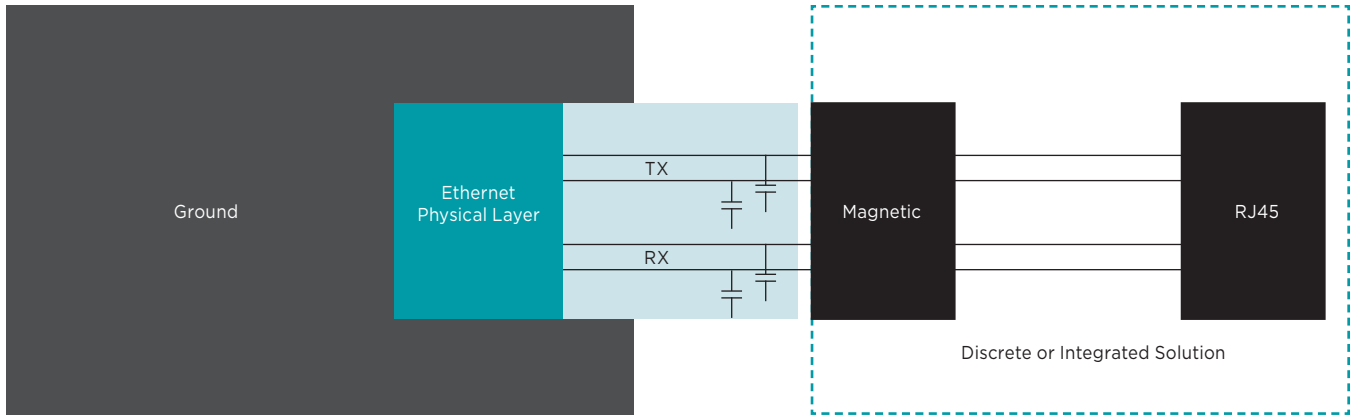 TX
Ethernet
Physical Layer
Ground
Magnetic
RJ45
RX
Discrete or Integrated Solution